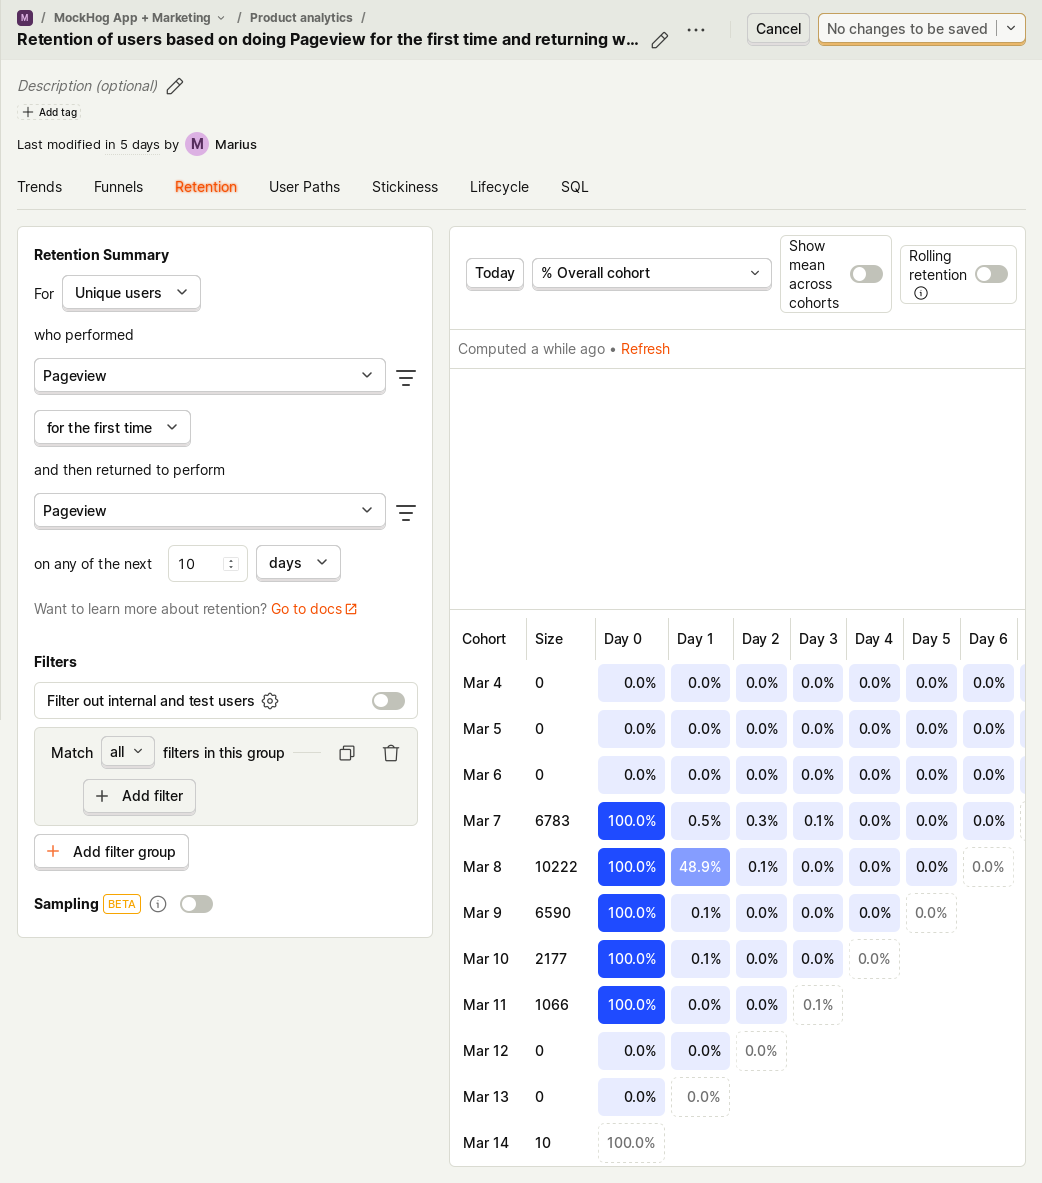 M / MockHog App + Marketing / Product analytics /
Retention of users based on doing Pageview for the first time and returning w...
Cancel
No changes to be saved
Description (optional)
Add tag
Last modified in 5 days by M Marius
Trends Funnels Retention User Paths Stickiness Lifecycle SQL
Retention Summary
For Unique users
who performed
Pageview
for the first time
and then returned to perform
Pageview
on any of the next 10 days
Want to learn more about retention? Go to docs
Filters
Filter out internal and test users
Match all filters in this group
Add filter
Add filter group
Sampling BETA
Today
% Overall cohort
Show
mean
across
cohorts
Rolling
retention
Computed a while ago • Refresh
Cohort Size Day 0 Day 1 Day 2 Day 3 Day 4 Day 5 Day 6
Mar 4 0 0.0% 0.0% 0.0% 0.0% 0.0% 0.0% 0.0%
Mar 5 0 0.0% 0.0% 0.0% 0.0% 0.0% 0.0% 0.0%
Mar 6 0 0.0% 0.0% 0.0% 0.0% 0.0% 0.0% 0.0%
Mar 7 6783 100.0% 0.5% 0.3% 0.1% 0.0% 0.0% 0.0%
Mar 8 10222 100.0% 48.9% 0.1% 0.0% 0.0% 0.0% 0.0%
Mar 9 6590 100.0% 0.1% 0.0% 0.0% 0.0% 0.0%
Mar 10 2177 100.0% 0.1% 0.0% 0.0% 0.0%
Mar 11 1066 100.0% 0.0% 0.0% 0.1%
Mar 12 0 0.0% 0.0% 0.0%
Mar 13 0 0.0% 0.0%
Mar 14 10 100.0%